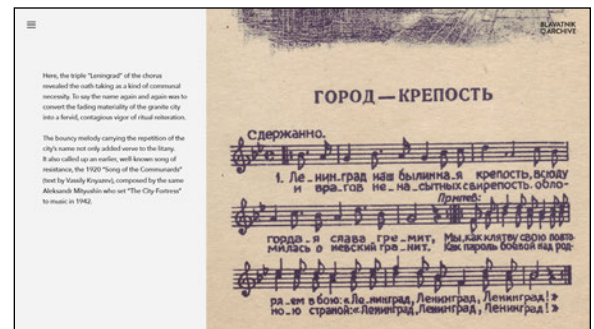 BLAVATNIK
ARCHIVE
Here, the triple "Leningrad" of the chorus
revealed the oath taking as a kind of communal
necessity. To say the name again and again was to
convert the fading materiality of the granite city
into a fervid, contagious vigor of ritual reiteration.
The bouncy melody carrying the repetition of the
city's name not only added verve to the litany.
It also called up an earlier, well-known song of
resistance, the 1920 "Song of the Communards"
(text by Vassily Knyazev), composed by the same
Aleksandr Mityushin who set "The City-Fortress"
to music in 1942.
ГОРОД — КРЕПОСТЬ
Сдержанно.
1. Ле-нин.град наш былинна-я крепость, всюду
и вра-гов не-на-сытных свирепость. обло-
Припев:
горда-я слава гре-мит, Мы, как клятву свою повто-
милась о невский гра-нит. Как пароль боевой над род-
ря-ем в бою: «Ле-нинград, Ленинград, Ленинград!»
но-ю страной: «Ленинград, Ленинград, Ленинград!»